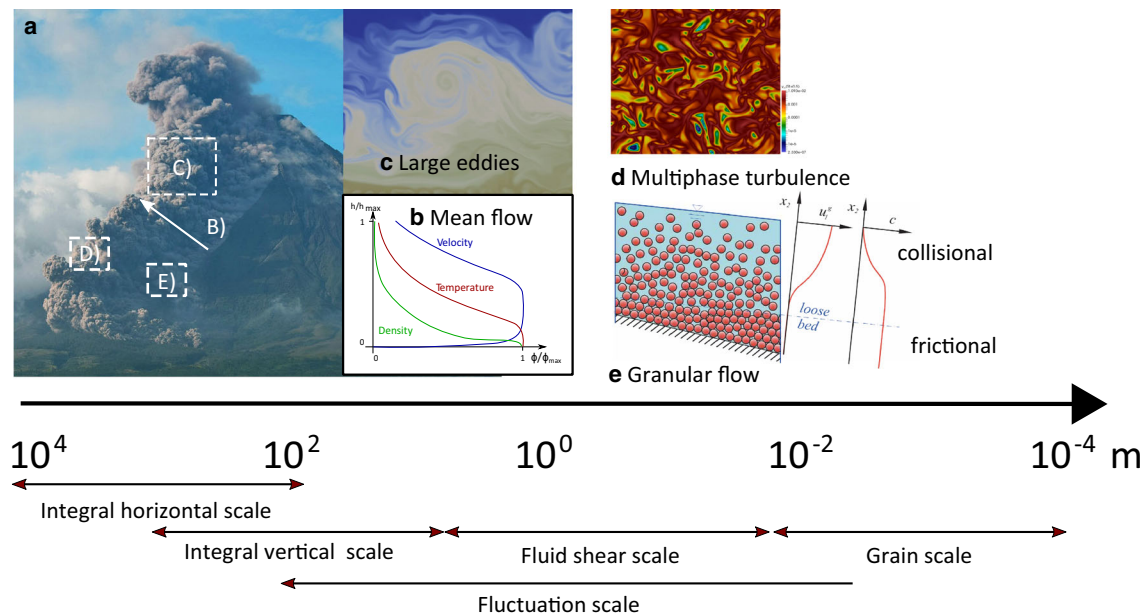 a
C)
B)
D)
E)
c Large eddies
b Mean flow
h/h max
1
Velocity
Temperature
Density
0
0
1
ϕ/ϕmax
d Multiphase turbulence
x2
x2
c
collisional
loose
bed
frictional
e Granular flow
10^4
10^2
10^0
10^-2
10^-4 m
Integral horizontal scale
Integral vertical scale
Fluid shear scale
Grain scale
Fluctuation scale